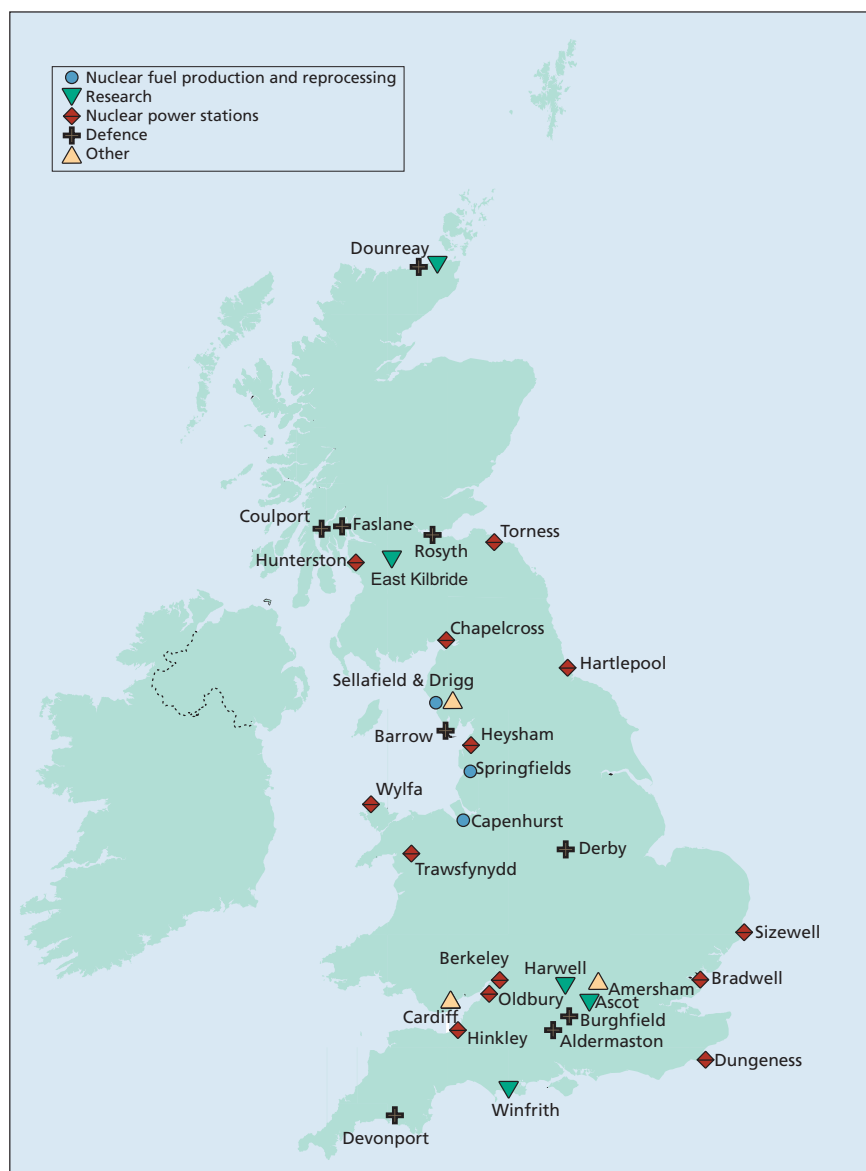 Nuclear fuel production and reprocessing
Research
Nuclear power stations
Defence
Other
Dounreay
Coulport
Faslane
Rosyth
Torness
Hunterston
East Kilbride
Chapelcross
Hartlepool
Sellafield & Drigg
Barrow
Heysham
Springfields
Wylfa
Capenhurst
Derby
Trawsfynydd
Sizewell
Berkeley
Harwell
Bradwell
Amersham
Oldbury
Ascot
Cardiff
Burghfield
Hinkley
Aldermaston
Dungeness
Winfrith
Devonport